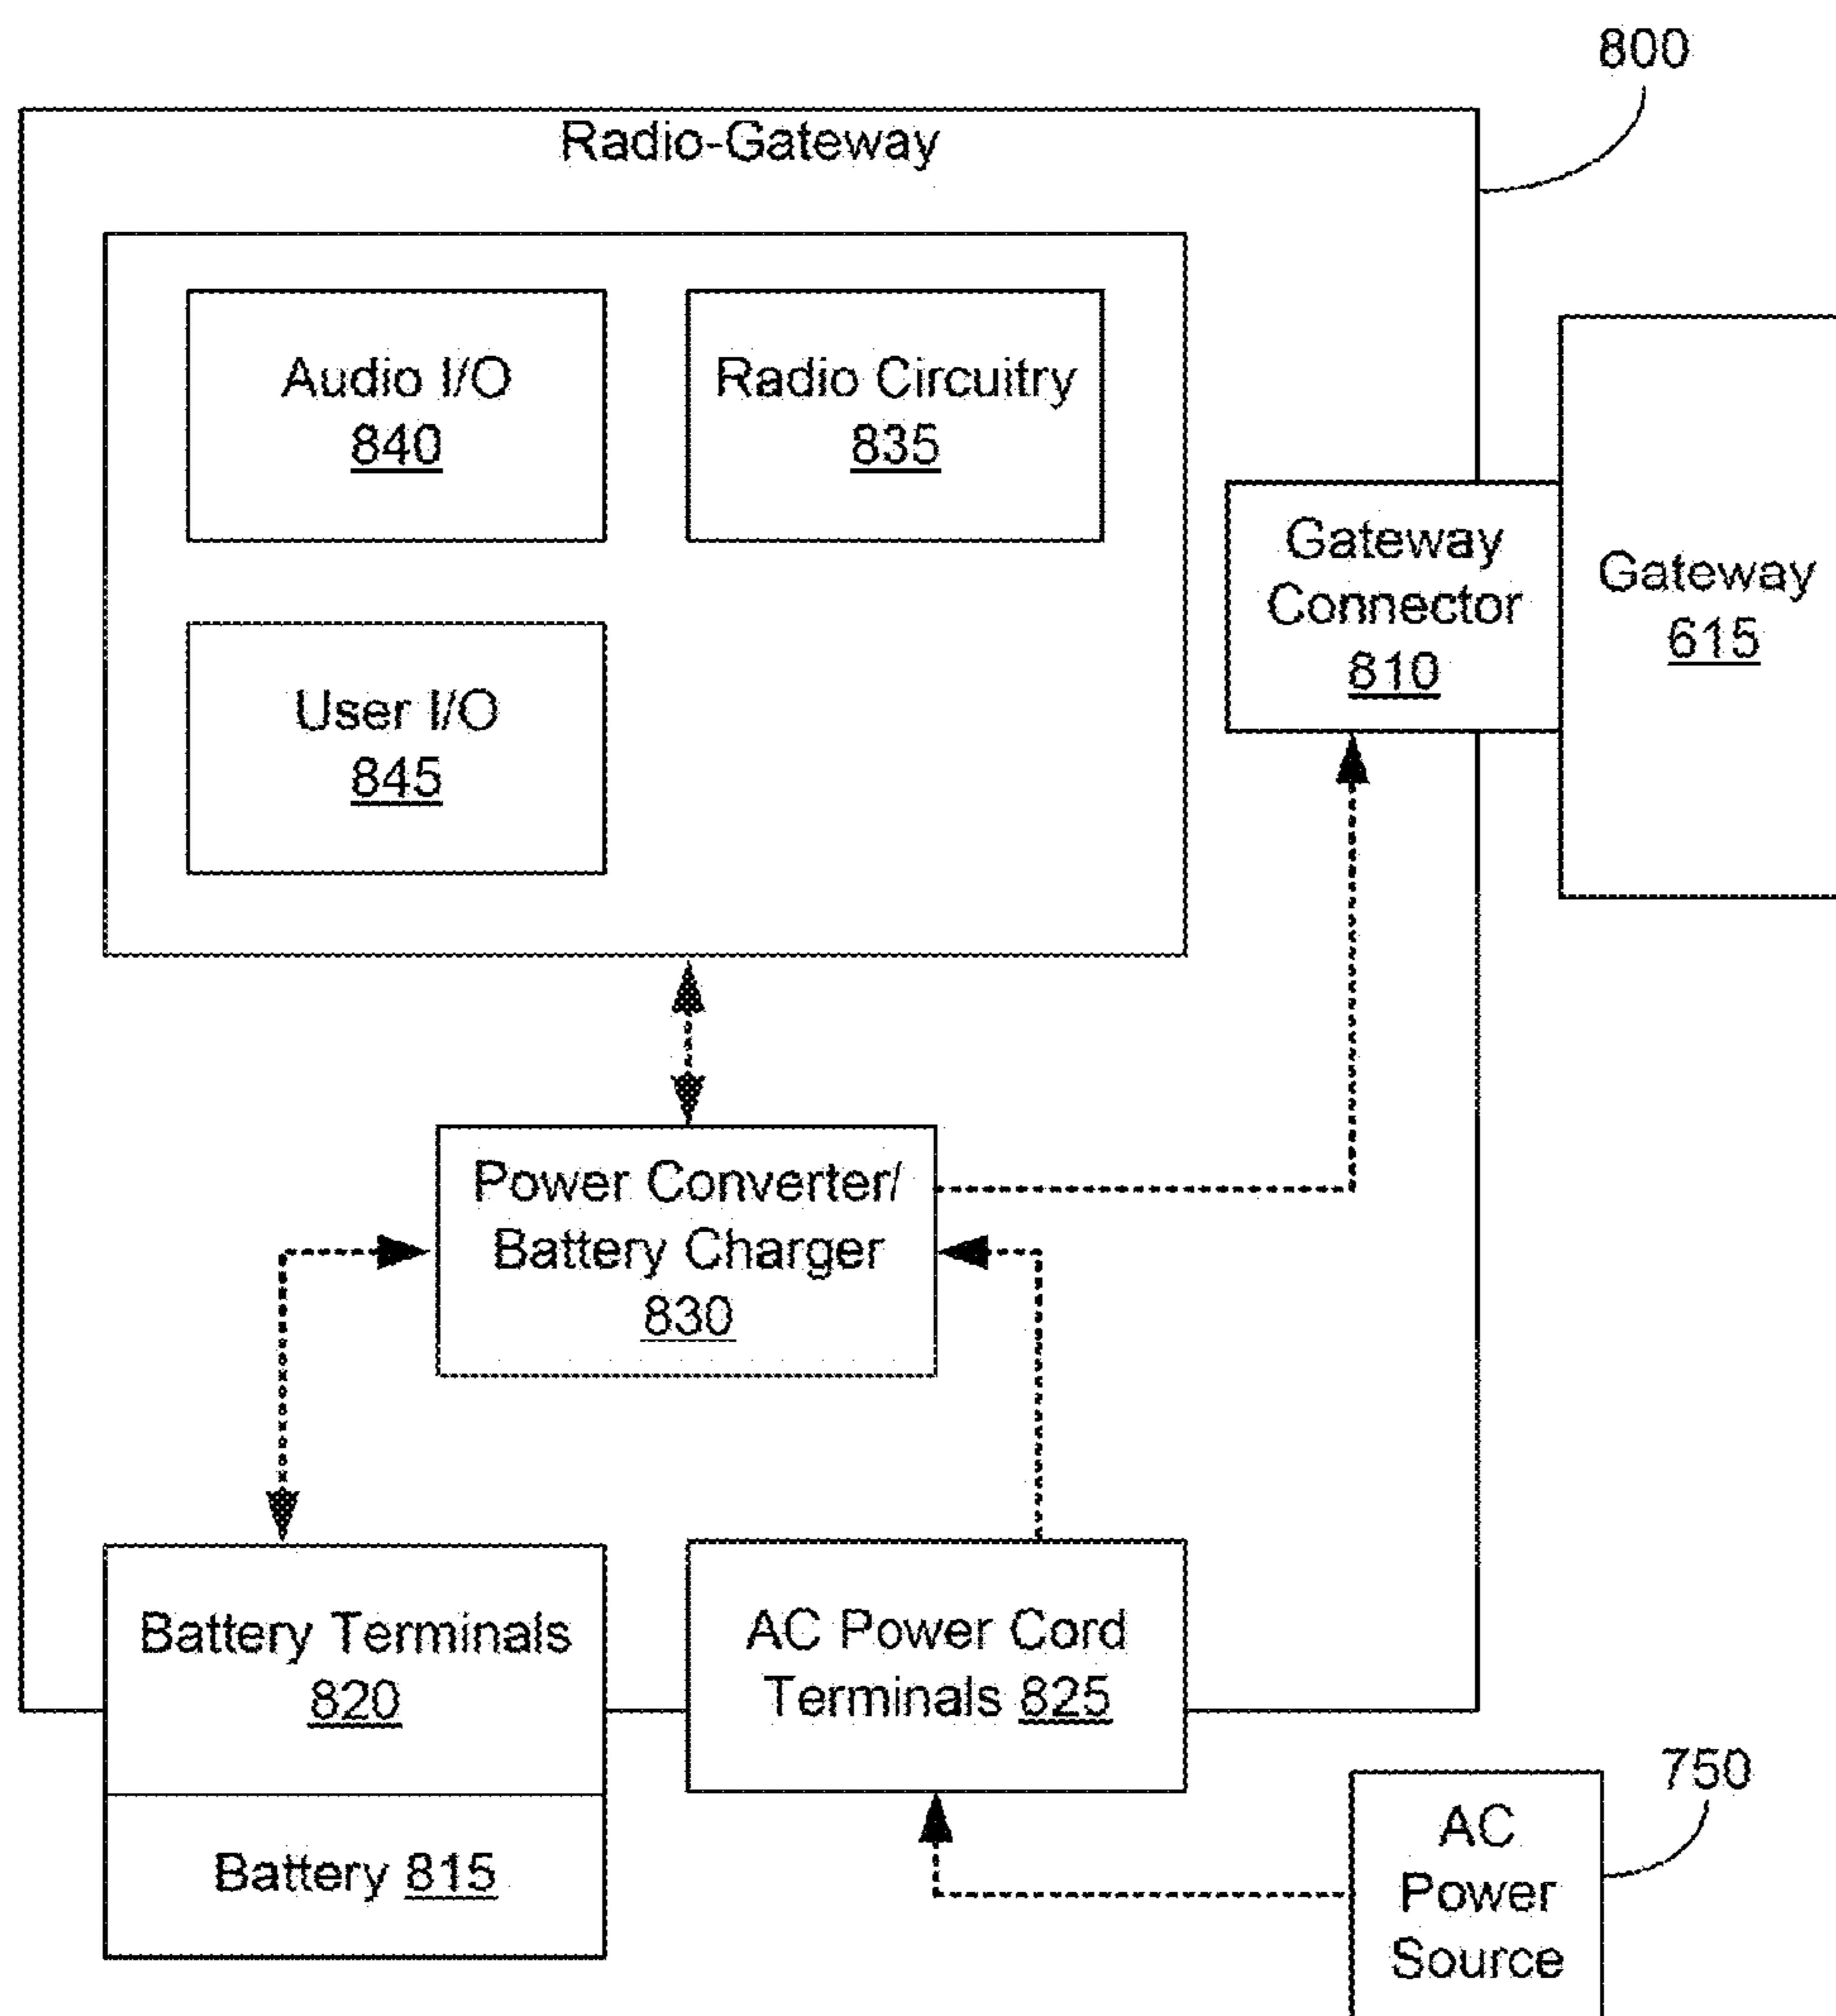 800
Radio-Gateway
Audio I/O
840
Radio Circuitry
835
Gateway
Connector
810
Gateway
615
User I/O
845
Power Converter/
Battery Charger
830
Battery Terminals
820
AC Power Cord
Terminals 825
Battery 815
750
AC
Power
Source